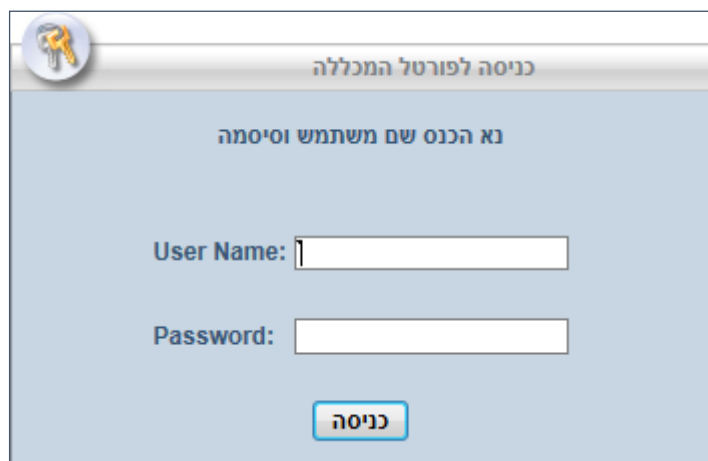 כניסה לפורטל המכללה
נא הכנס שם משתמש וסיסמה
User Name:
Password:
כניסה